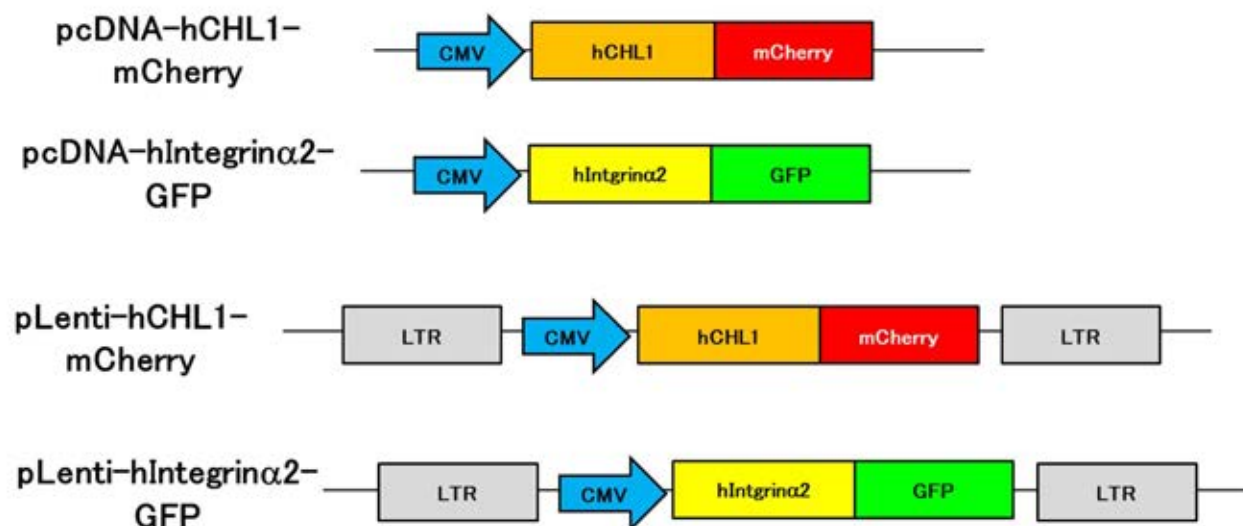 pcDNA-hCHL1-
mCherry
CMV hCHL1 mCherry
pcDNA-hIntegrinα2-
GFP
CMV hIntgrinα2 GFP
pLenti-hCHL1-
mCherry
LTR CMV hCHL1 mCherry LTR
pLenti-hIntegrinα2-
GFP
LTR CMV hIntgrinα2 GFP LTR